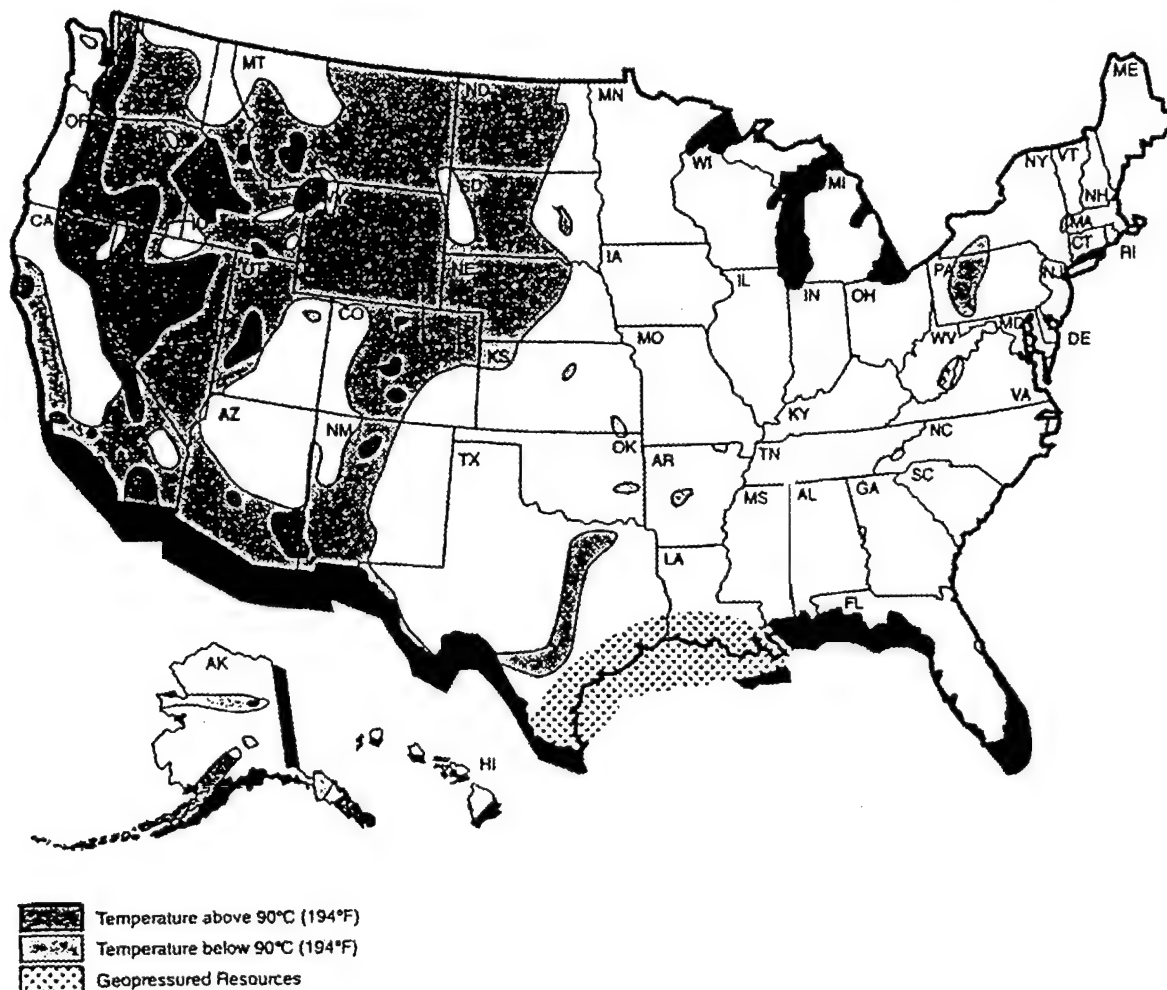 MT
ND
MN
ME
OR
WI
NY
VT
SD
MI
NH
CA
MA
CT
RI
IA
UT
NE
PA
NJ
IL
IN
OH
CO
MO
WV
MD
DE
KS
KY
VA
AZ
NM
NC
TX
OK
AR
TN
SC
MS
AL
GA
LA
FL
AK
HI
Temperature above 90°C (194°F)
Temperature below 90°C (194°F)
Geopressured Resources